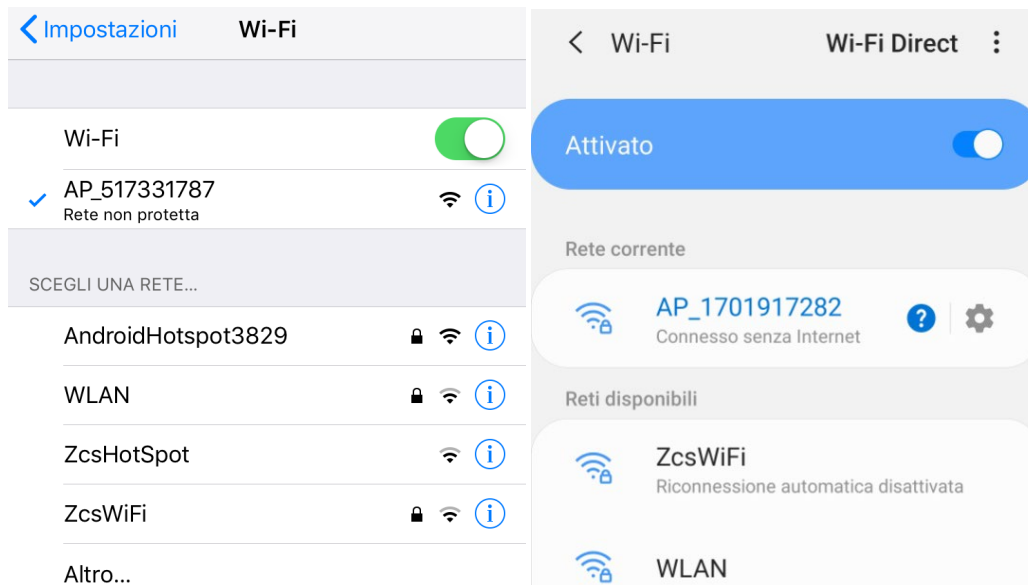 Impostazioni
Wi-Fi
Wi-Fi
AP_517331787
Rete non protetta
SCEGLI UNA RETE...
AndroidHotspot3829
WLAN
ZcsHotSpot
ZcsWiFi
Altro...
Wi-Fi
Wi-Fi Direct
Attivato
Rete corrente
AP_1701917282
Connesso senza Internet
Reti disponibili
ZcsWiFi
Riconnessione automatica disattivata
WLAN